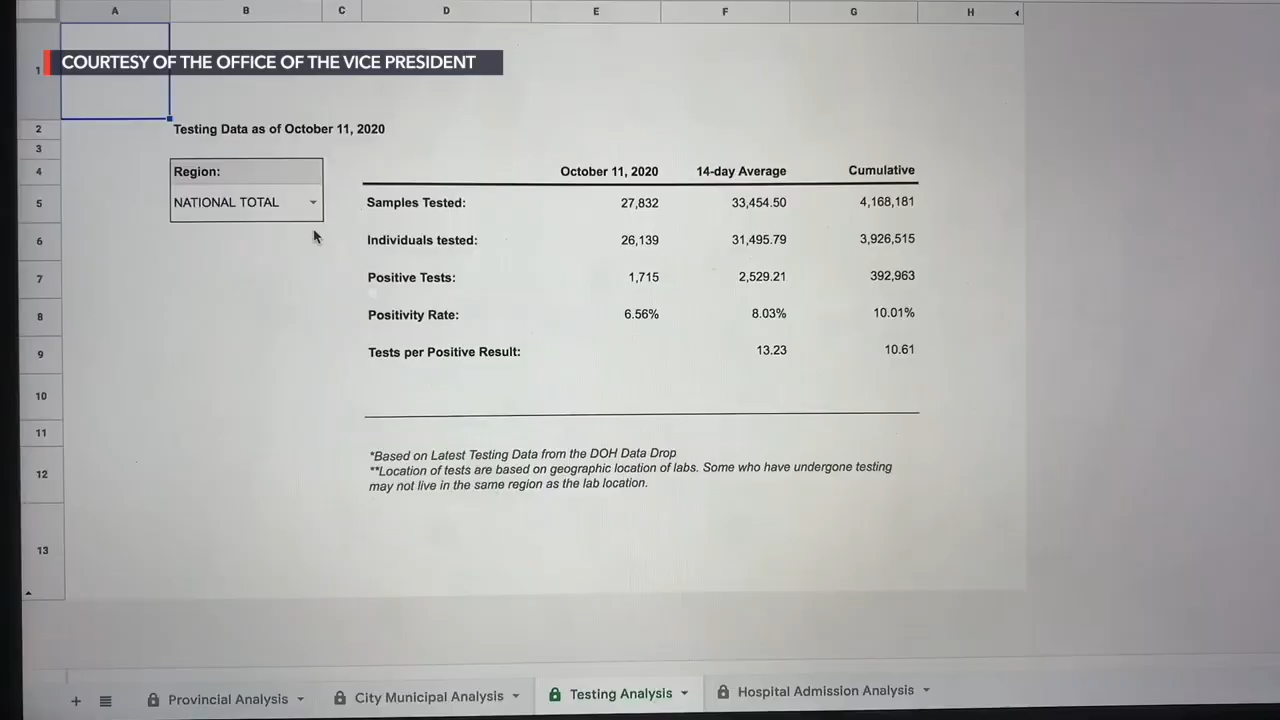 A B C D E F G H
COURTESY OF THE OFFICE OF THE VICE PRESIDENT
1
2 Testing Data as of October 11, 2020
3
4 Region: October 11, 2020 14-day Average Cumulative
5 NATIONAL TOTAL Samples Tested: 27,832 33,454.50 4,168,181
6 Individuals tested: 26,139 31,495.79 3,926,515
7 Positive Tests: 1,715 2,529.21 392,963
8 Positivity Rate: 6.56% 8.03% 10.01%
9 Tests per Positive Result: 13.23 10.61
10
11
*Based on Latest Testing Data from the DOH Data Drop
12 **Location of tests are based on geographic location of labs. Some who have undergone testing
may not live in the same region as the lab location.
13
+ Provincial Analysis City Municipal Analysis Testing Analysis Hospital Admission Analysis